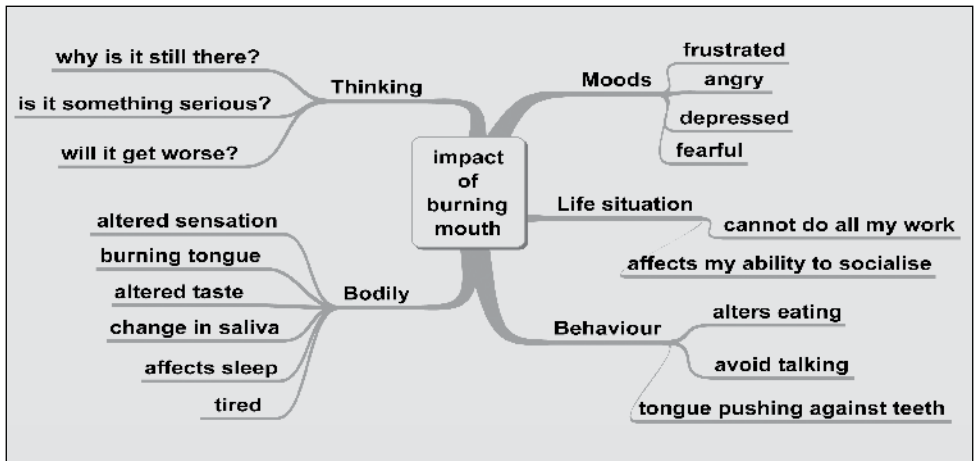 impact
of
burning
mouth
Thinking
why is it still there?
is it something serious?
will it get worse?
Moods
frustrated
angry
depressed
fearful
Life situation
cannot do all my work
affects my ability to socialise
Bodily
altered sensation
burning tongue
altered taste
change in saliva
affects sleep
tired
Behaviour
alters eating
avoid talking
tongue pushing against teeth